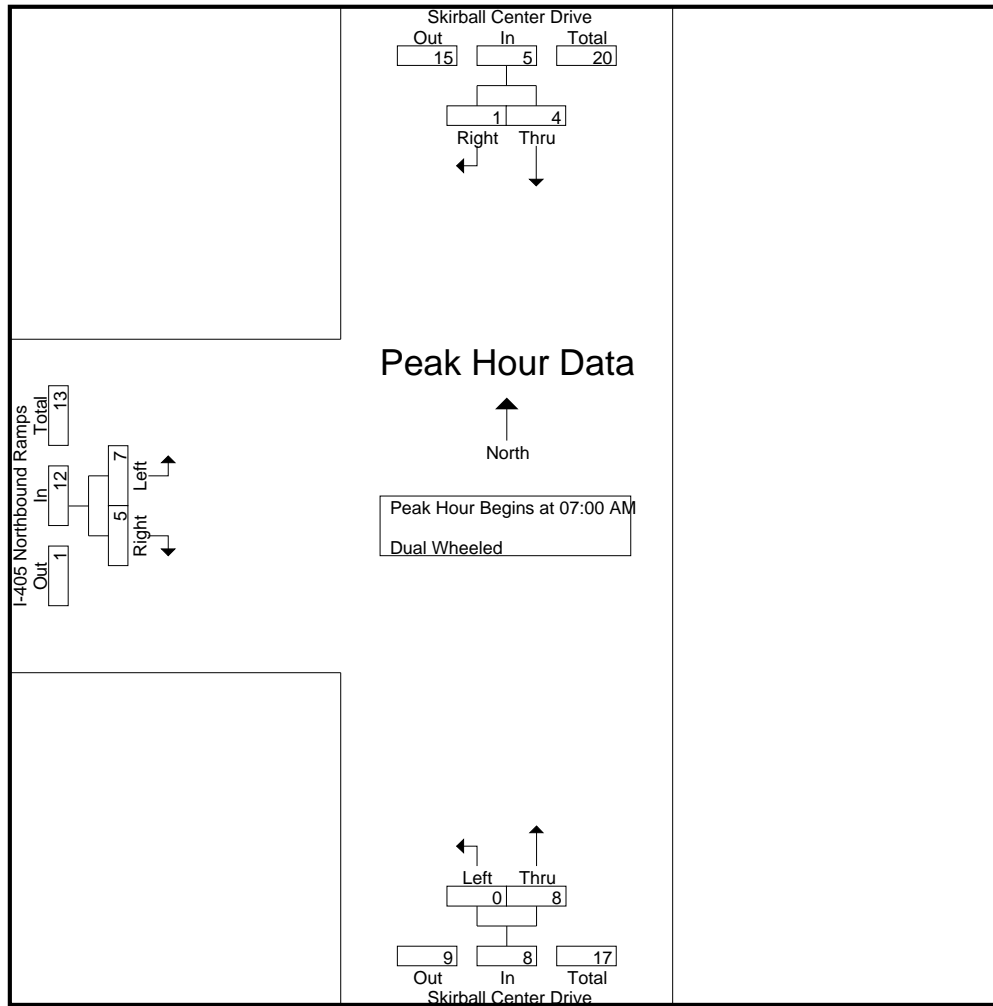 Skirball Center Drive
Out In Total
15 5 20
1 4
Right Thru
Peak Hour Data
North
Peak Hour Begins at 07:00 AM
Dual Wheeled
I-405 Northbound Ramps
Out In Total
1 12 13
Right Left
5 7
Left Thru
0 8
9 8 17
Out In Total
Skirball Center Drive